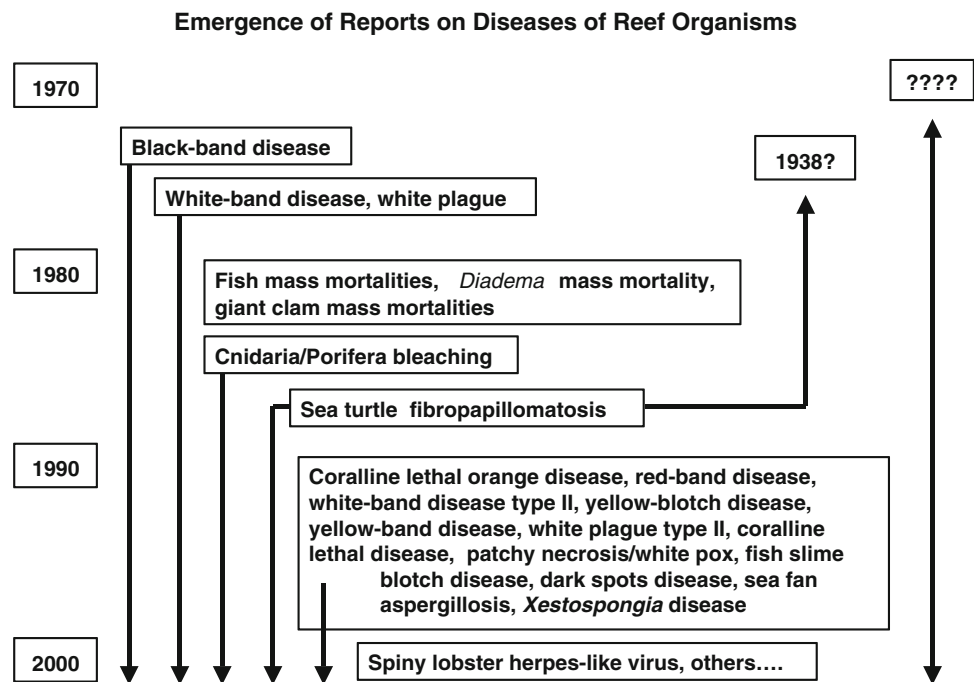 Emergence of Reports on Diseases of Reef Organisms
1970
????
Black-band disease
1938?
White-band disease, white plague
1980
Fish mass mortalities, Diadema mass mortality,
giant clam mass mortalities
Cnidaria/Porifera bleaching
Sea turtle fibropapillomatosis
1990
Coralline lethal orange disease, red-band disease,
white-band disease type II, yellow-blotch disease,
yellow-band disease, white plague type II, coralline
lethal disease, patchy necrosis/white pox, fish slime
blotch disease, dark spots disease, sea fan
aspergillosis, Xestospongia disease
2000
Spiny lobster herpes-like virus, others....